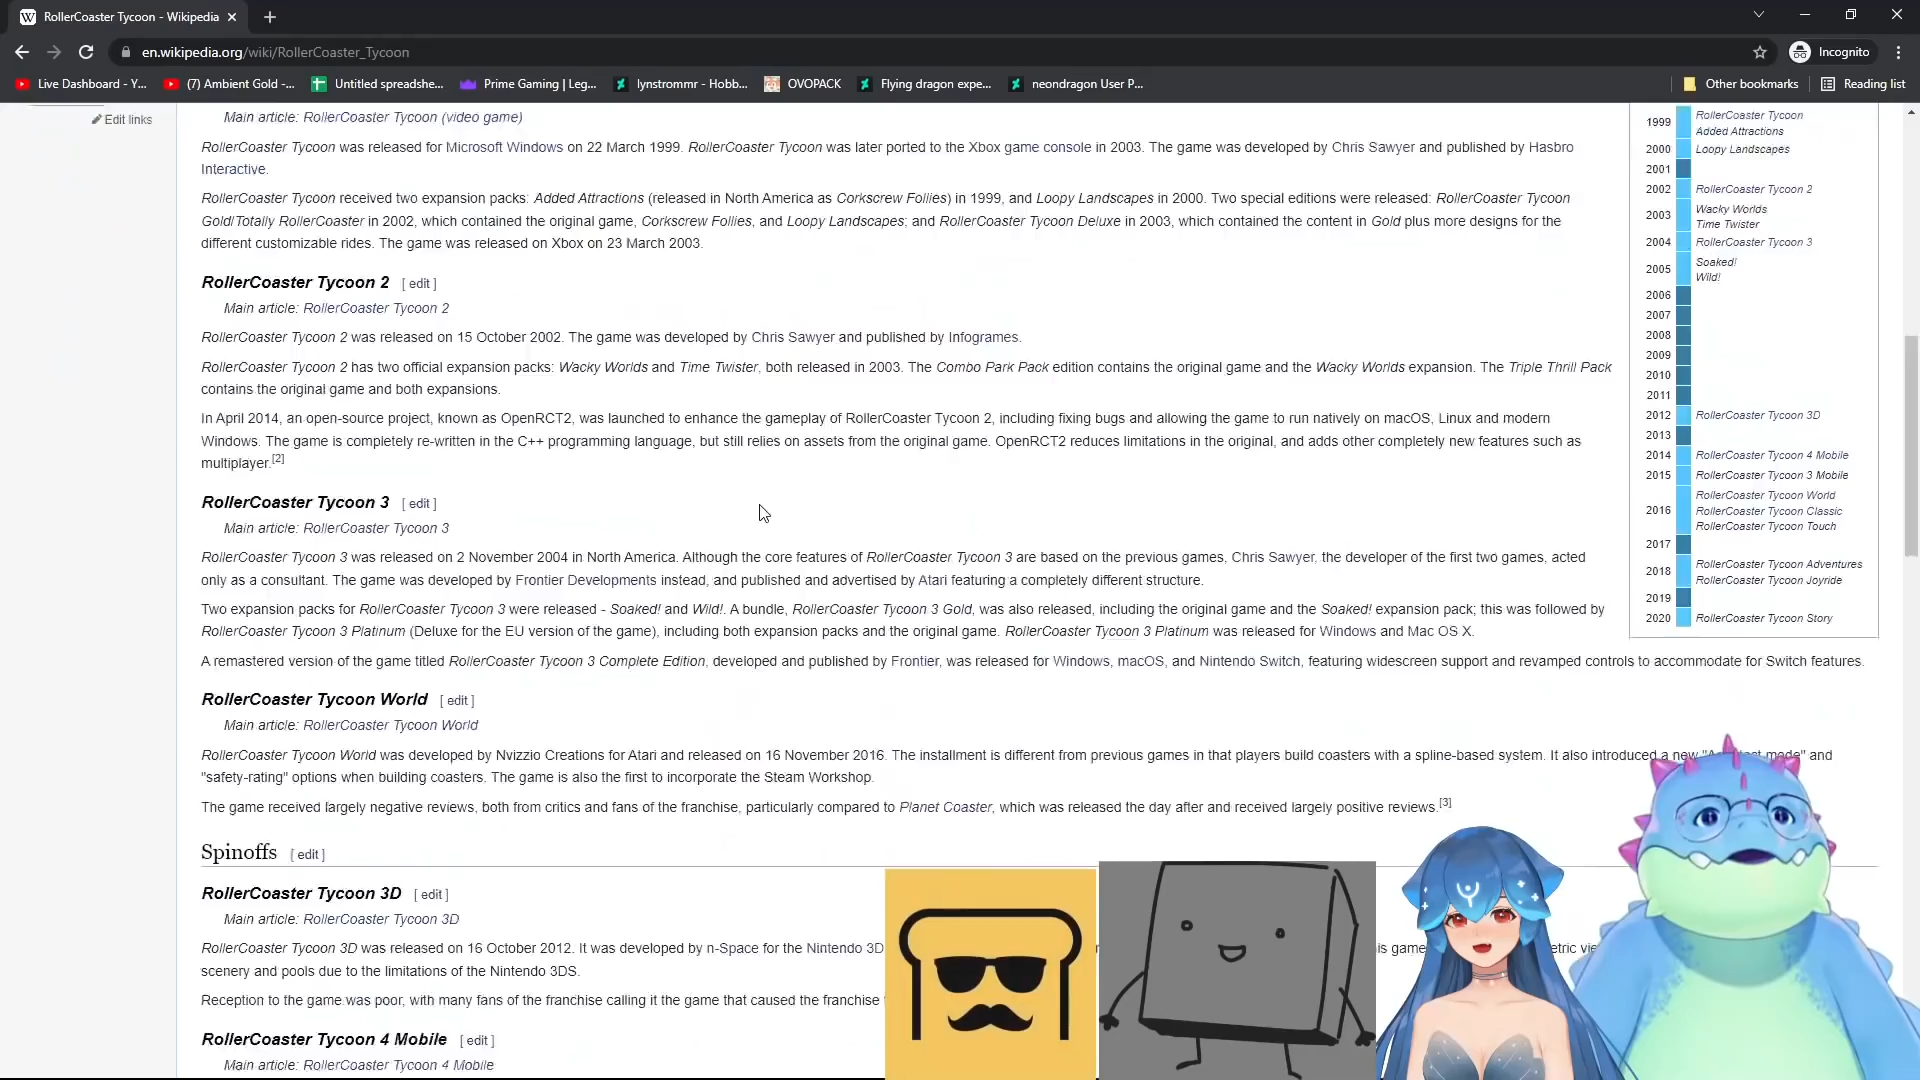 RollerCoaster Tycoon - Wikipedia
en.wikipedia.org/wiki/RollerCoaster_Tycoon
Incognito
Live Dashboard - Y...
(7) Ambient Gold -...
Untitled spreadshe...
Prime Gaming | Leg...
lynstrommr - Hobb...
OVOPACK
Flying dragon expe...
neondragon User P...
Other bookmarks
Reading list
Edit links
Main article: RollerCoaster Tycoon (video game)
RollerCoaster Tycoon was released for Microsoft Windows on 22 March 1999. RollerCoaster Tycoon was later ported to the Xbox game console in 2003. The game was developed by Chris Sawyer and published by Hasbro
Interactive.
RollerCoaster Tycoon received two expansion packs: Added Attractions (released in North America as Corkscrew Follies) in 1999, and Loopy Landscapes in 2000. Two special editions were released: RollerCoaster Tycoon
Gold/Totally RollerCoaster in 2002, which contained the original game, Corkscrew Follies, and Loopy Landscapes; and RollerCoaster Tycoon Deluxe in 2003, which contained the content in Gold plus more designs for the
different customizable rides. The game was released on Xbox on 23 March 2003.
RollerCoaster Tycoon 2 [ edit ]
Main article: RollerCoaster Tycoon 2
RollerCoaster Tycoon 2 was released on 15 October 2002. The game was developed by Chris Sawyer and published by Infogrames.
RollerCoaster Tycoon 2 has two official expansion packs: Wacky Worlds and Time Twister, both released in 2003. The Combo Park Pack edition contains the original game and the Wacky Worlds expansion. The Triple Thrill Pack
contains the original game and both expansions.
In April 2014, an open-source project, known as OpenRCT2, was launched to enhance the gameplay of RollerCoaster Tycoon 2, including fixing bugs and allowing the game to run natively on macOS, Linux and modern
Windows. The game is completely re-written in the C++ programming language, but still relies on assets from the original game. OpenRCT2 reduces limitations in the original, and adds other completely new features such as
multiplayer.[2]
RollerCoaster Tycoon 3 [ edit ]
Main article: RollerCoaster Tycoon 3
RollerCoaster Tycoon 3 was released on 2 November 2004 in North America. Although the core features of RollerCoaster Tycoon 3 are based on the previous games, Chris Sawyer, the developer of the first two games, acted
only as a consultant. The game was developed by Frontier Developments instead, and published and advertised by Atari featuring a completely different structure.
Two expansion packs for RollerCoaster Tycoon 3 were released - Soaked! and Wild!. A bundle, RollerCoaster Tycoon 3 Gold, was also released, including the original game and the Soaked! expansion pack; this was followed by
RollerCoaster Tycoon 3 Platinum (Deluxe for the EU version of the game), including both expansion packs and the original game. RollerCoaster Tycoon 3 Platinum was released for Windows and Mac OS X.
A remastered version of the game titled RollerCoaster Tycoon 3 Complete Edition, developed and published by Frontier, was released for Windows, macOS, and Nintendo Switch, featuring widescreen support and revamped controls to accommodate for Switch features.
RollerCoaster Tycoon World [ edit ]
Main article: RollerCoaster Tycoon World
RollerCoaster Tycoon World was developed by Nvizzio Creations for Atari and released on 16 November 2016. The installment is different from previous games in that players build coasters with a spline-based system. It also introduced a new mode" and
"safety-rating" options when building coasters. The game is also the first to incorporate the Steam Workshop.
The game received largely negative reviews, both from critics and fans of the franchise, particularly compared to Planet Coaster, which was released the day after and received largely positive reviews.[3]
Spinoffs [ edit ]
RollerCoaster Tycoon 3D [ edit ]
Main article: RollerCoaster Tycoon 3D
RollerCoaster Tycoon 3D was released on 16 October 2012. It was developed by n-Space for the Nintendo 3D
scenery and pools due to the limitations of the Nintendo 3DS.
Reception to the game was poor, with many fans of the franchise calling it the game that caused the franchise
RollerCoaster Tycoon 4 Mobile [ edit ]
Main article: RollerCoaster Tycoon 4 Mobile
1999 RollerCoaster Tycoon
Added Attractions
2000 Loopy Landscapes
2001
2002 RollerCoaster Tycoon 2
2003 Wacky Worlds
Time Twister
2004 RollerCoaster Tycoon 3
2005 Soaked!
Wild!
2006
2007
2008
2009
2010
2011
2012 RollerCoaster Tycoon 3D
2013
2014 RollerCoaster Tycoon 4 Mobile
2015 RollerCoaster Tycoon 3 Mobile
2016 RollerCoaster Tycoon World
RollerCoaster Tycoon Classic
RollerCoaster Tycoon Touch
2017
2018 RollerCoaster Tycoon Adventures
RollerCoaster Tycoon Joyride
2019
2020 RollerCoaster Tycoon Story